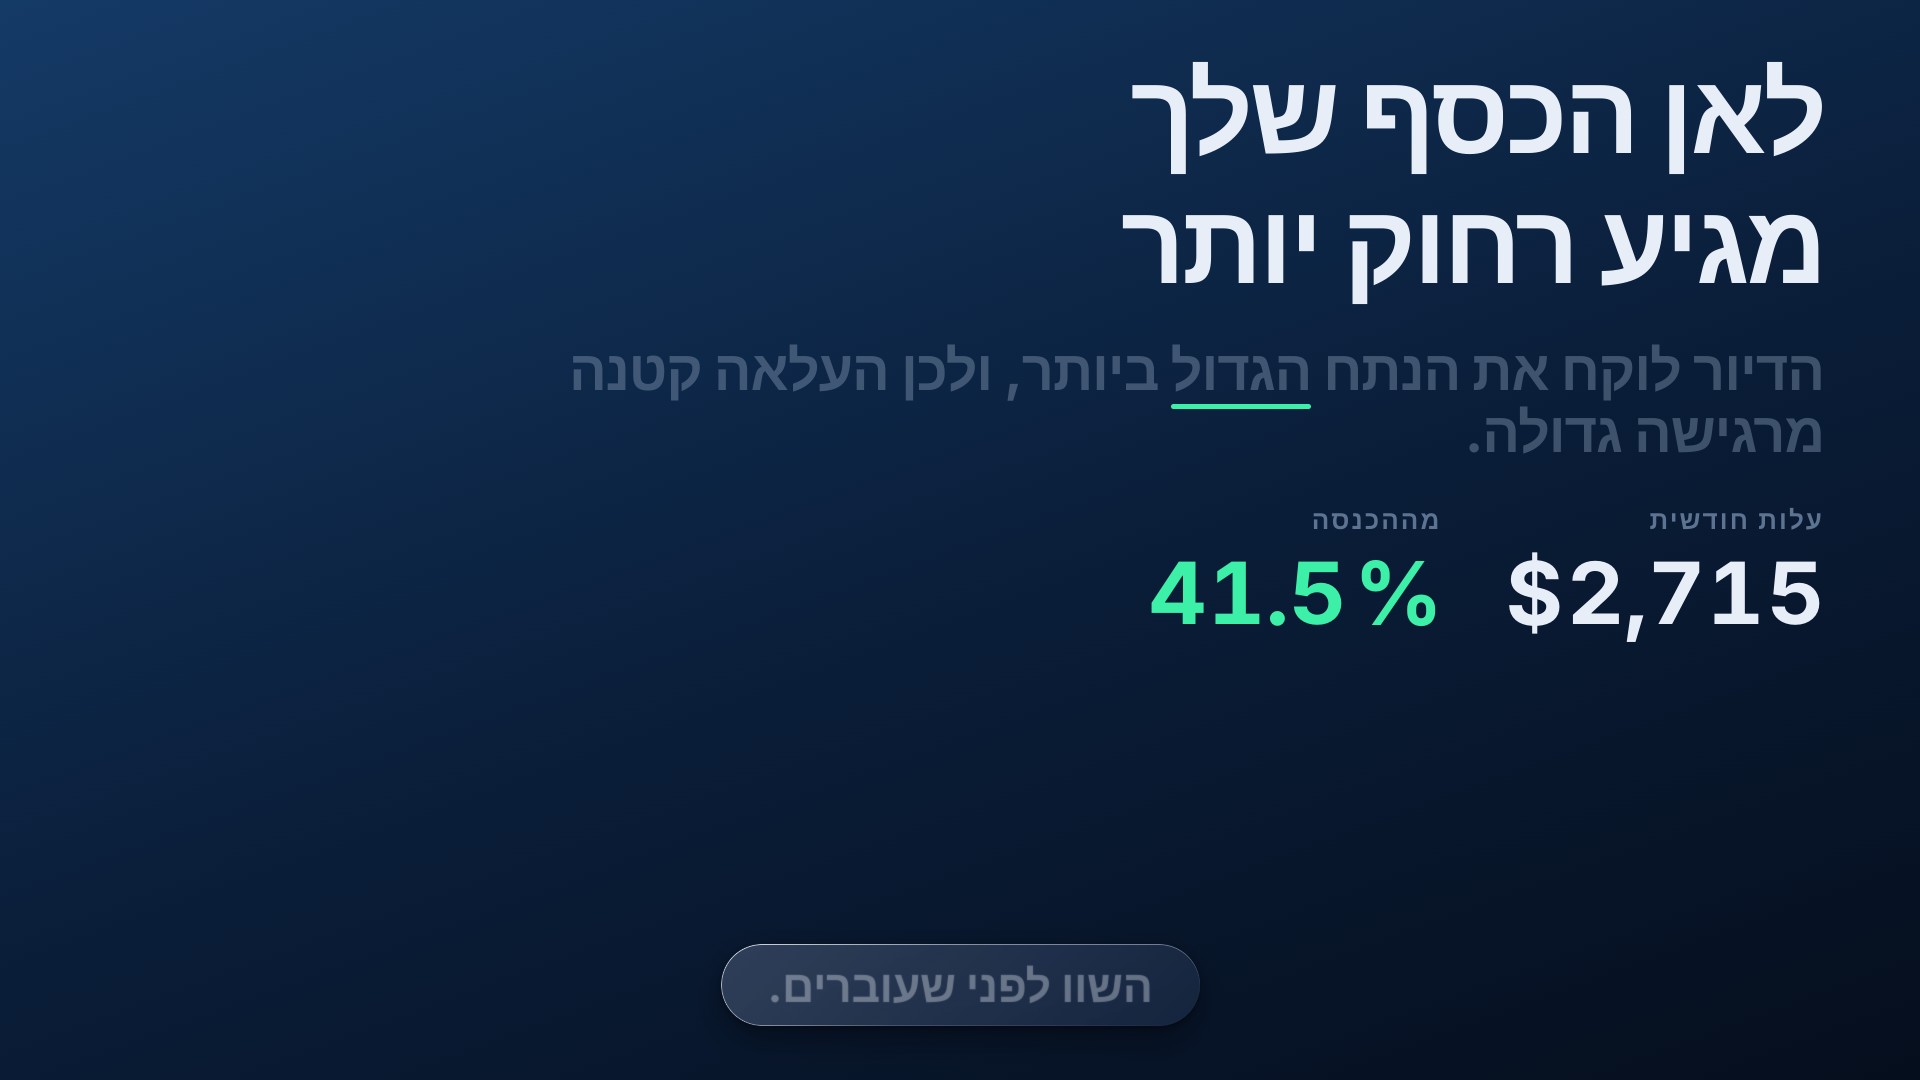 לאן הכסף שלך
מגיע רחוק יותר
הדיור לוקח את הנתח הגדול ביותר, ולכן העלאה קטנה
מרגישה גדולה.
עלות חודשית
$2,715
מההכנסה
41.5%
השוו לפני שעוברים.